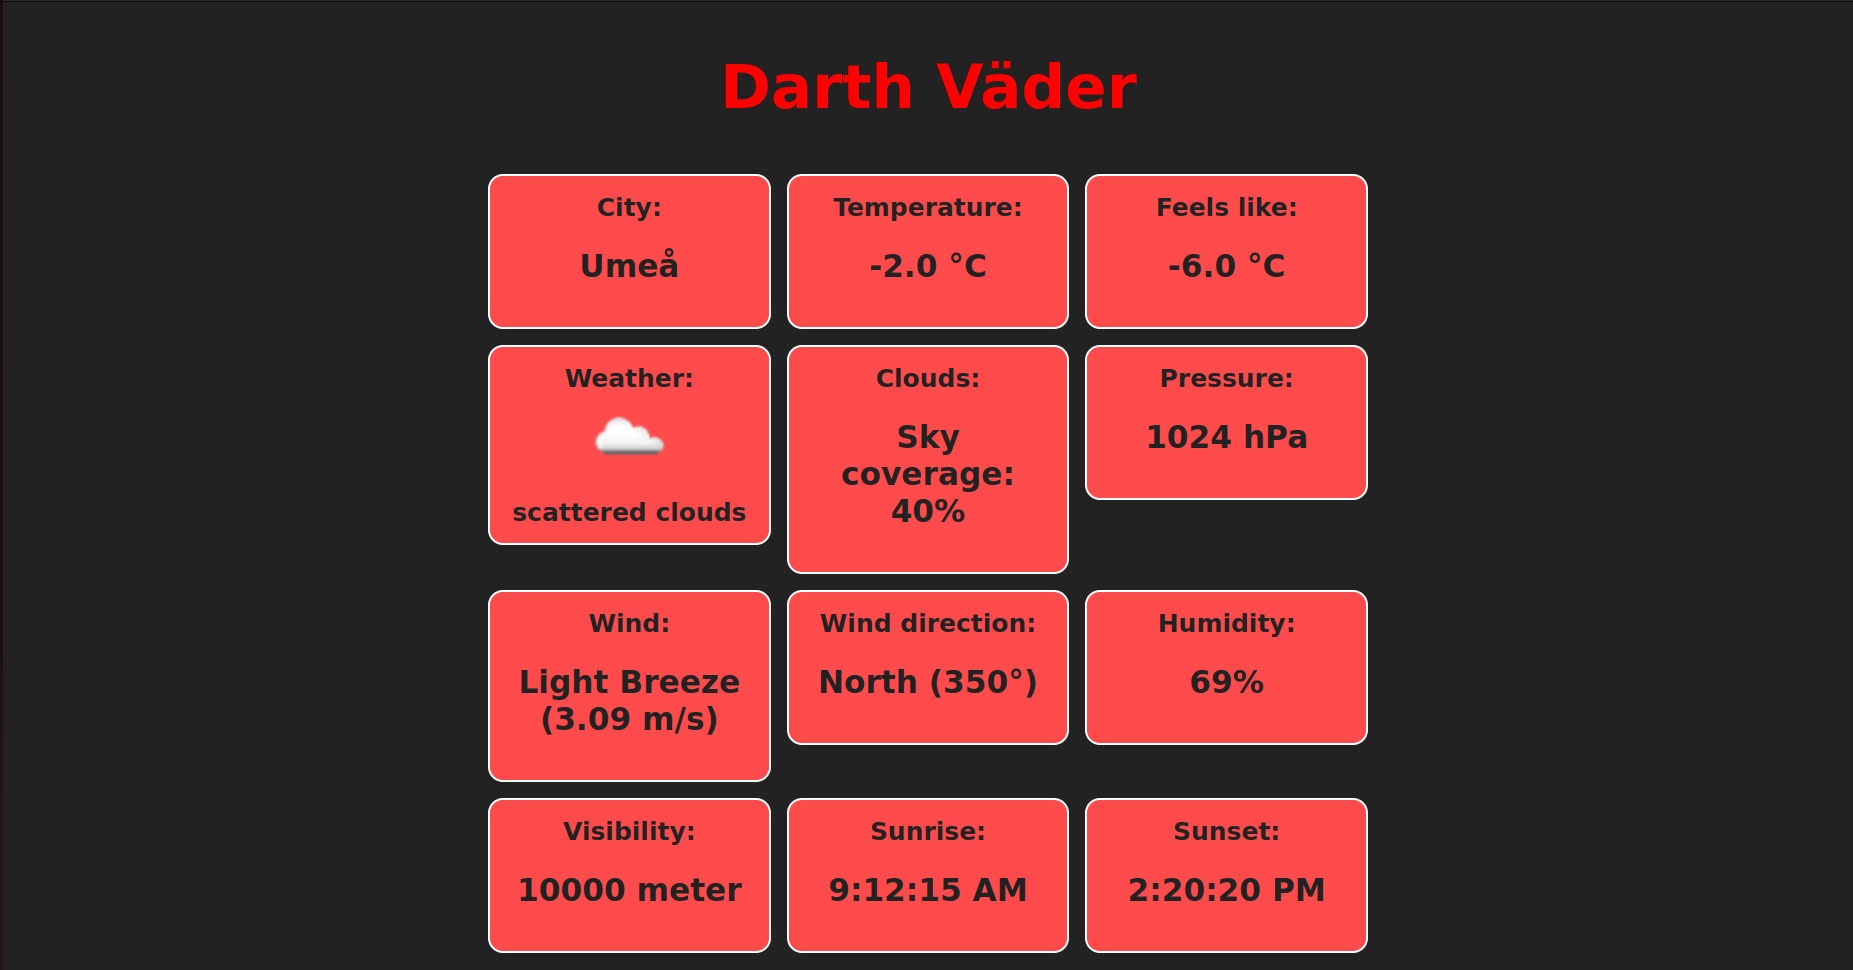 Darth Väder
City:
Umeå
Temperature:
-2.0 °C
Feels like:
-6.0 °C
Weather:
scattered clouds
Clouds:
Sky
coverage:
40%
Pressure:
1024 hPa
Wind:
Light Breeze
(3.09 m/s)
Wind direction:
North (350°)
Humidity:
69%
Visibility:
10000 meter
Sunrise:
9:12:15 AM
Sunset:
2:20:20 PM